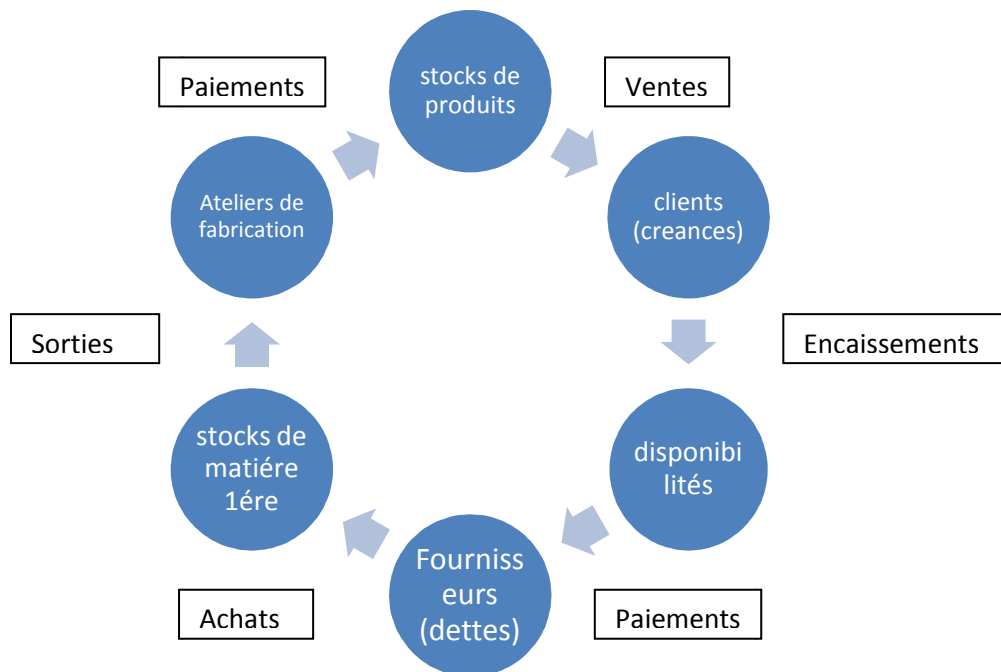 stocks de
produits
Paiements
Ventes
Ateliers de
fabrication
clients
(creances)
Sorties
Encaissements
stocks de
matiére
1ére
disponibi
lités
Fourniss
eurs
(dettes)
Achats
Paiements